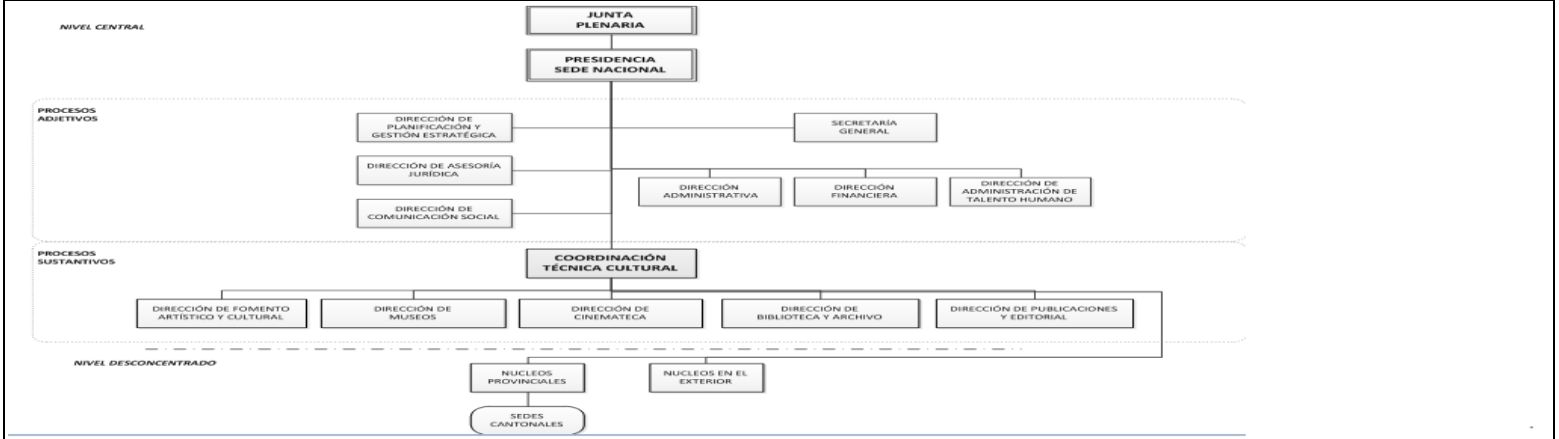 JUNTA
PLENARIA
NIVEL CENTRAL
PRESIDENCIA
SEDE NACIONAL
PROCESOS
ADJETIVOS
DIRECCIÓN DE
PLANIFICACIÓN Y
GESTIÓN ESTRATÉGICA
SECRETARÍA
GENERAL
DIRECCIÓN DE ASESORÍA
JURÍDICA
DIRECCIÓN
ADMINISTRATIVA
DIRECCIÓN
FINANCIERA
DIRECCIÓN DE
ADMINISTRACIÓN DE
TALENTO HUMANO
DIRECCIÓN DE
COMUNICACIÓN SOCIAL
PROCESOS
SUSTANTIVOS
COORDINACIÓN
TÉCNICA CULTURAL
DIRECCIÓN DE FOMENTO
ARTÍSTICO Y CULTURAL
DIRECCIÓN DE
MUSEOS
DIRECCIÓN DE
CINEMATECA
DIRECCIÓN DE
BIBLIOTECA Y ARCHIVO
DIRECCIÓN DE PUBLICACIONES
Y EDITORIAL
NIVEL DESCONCENTRADO
NUCLEOS
PROVINCIALES
NUCLEOS EN EL
EXTERIOR
SEDES
CANTONALES